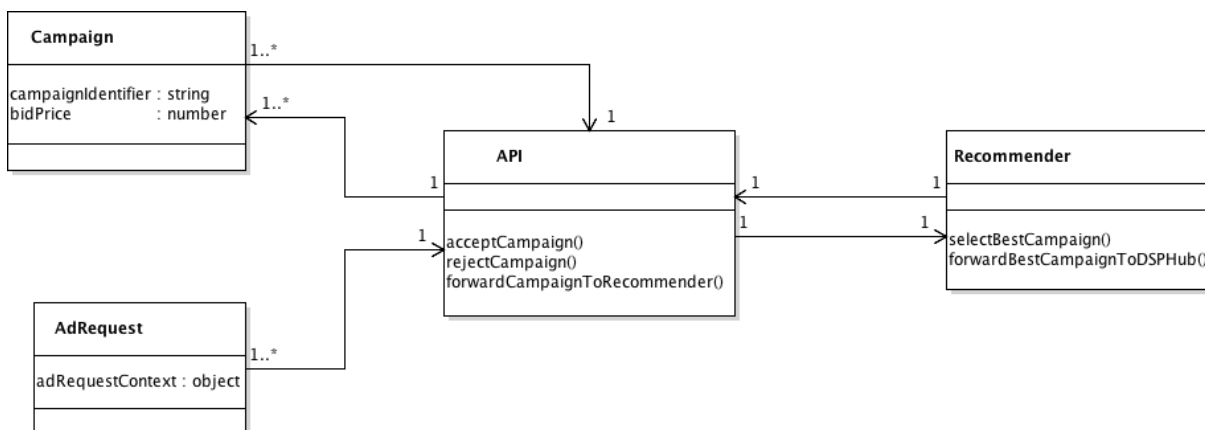 Campaign
campaignIdentifier : string
bidPrice : number
1..*
1..*
1
API
1
1
acceptCampaign()
rejectCampaign()
forwardCampaignToRecommender()
1
1
1
1
Recommender
selectBestCampaign()
forwardBestCampaignToDSPHub()
AdRequest
1..*
adRequestContext : object